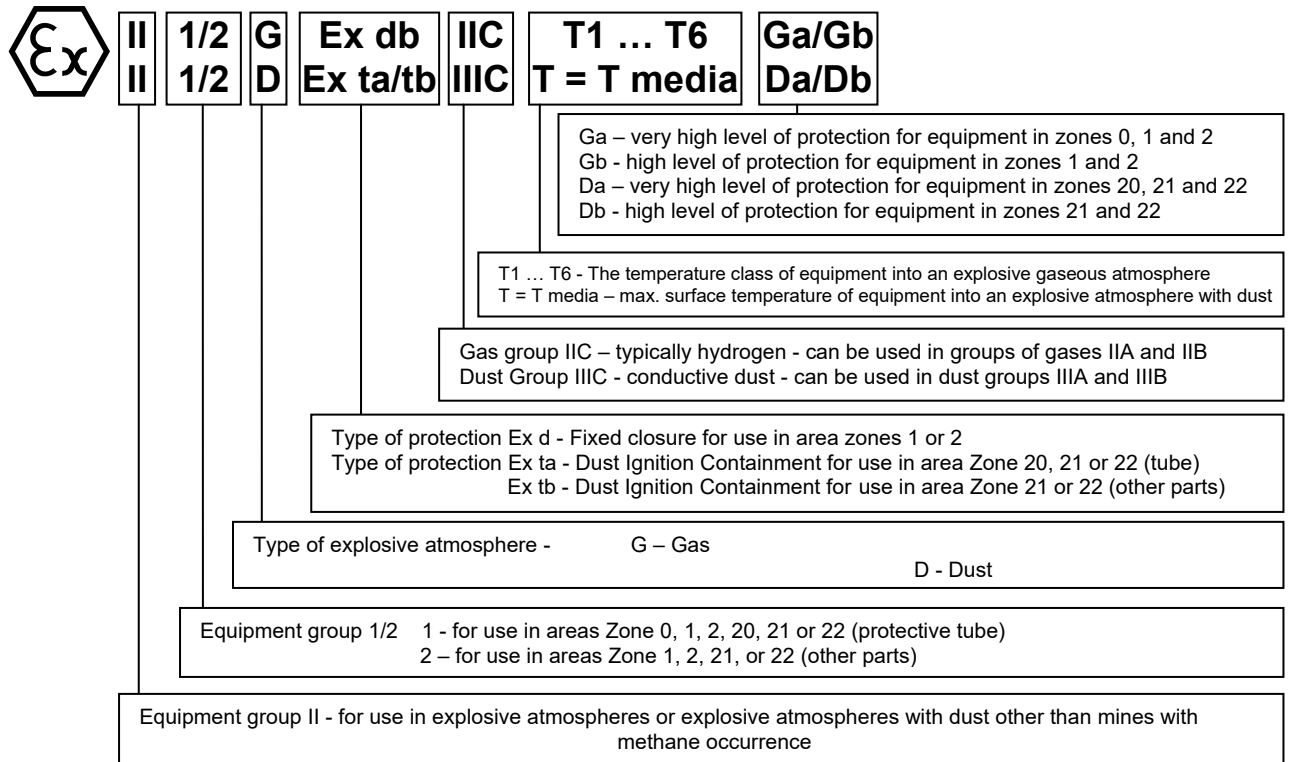 Ex II 1/2 G Ex db IIC T1 … T6 Ga/Gb
II 1/2 D Ex ta/tb IIIC T = T media Da/Db
Ga – very high level of protection for equipment in zones 0, 1 and 2
Gb - high level of protection for equipment in zones 1 and 2
Da – very high level of protection for equipment in zones 20, 21 and 22
Db - high level of protection for equipment in zones 21 and 22
T1 … T6 - The temperature class of equipment into an explosive gaseous atmosphere
T = T media – max. surface temperature of equipment into an explosive atmosphere with dust
Gas group IIC – typically hydrogen - can be used in groups of gases IIA and IIB
Dust Group IIIC - conductive dust - can be used in dust groups IIIA and IIIB
Type of protection Ex d - Fixed closure for use in area zones 1 or 2
Type of protection Ex ta - Dust Ignition Containment for use in area Zone 20, 21 or 22 (tube)
Ex tb - Dust Ignition Containment for use in area Zone 21 or 22 (other parts)
Type of explosive atmosphere - G – Gas
D - Dust
Equipment group 1/2 1 - for use in areas Zone 0, 1, 2, 20, 21 or 22 (protective tube)
2 – for use in areas Zone 1, 2, 21, or 22 (other parts)
Equipment group II - for use in explosive atmospheres or explosive atmospheres with dust other than mines with
methane occurrence